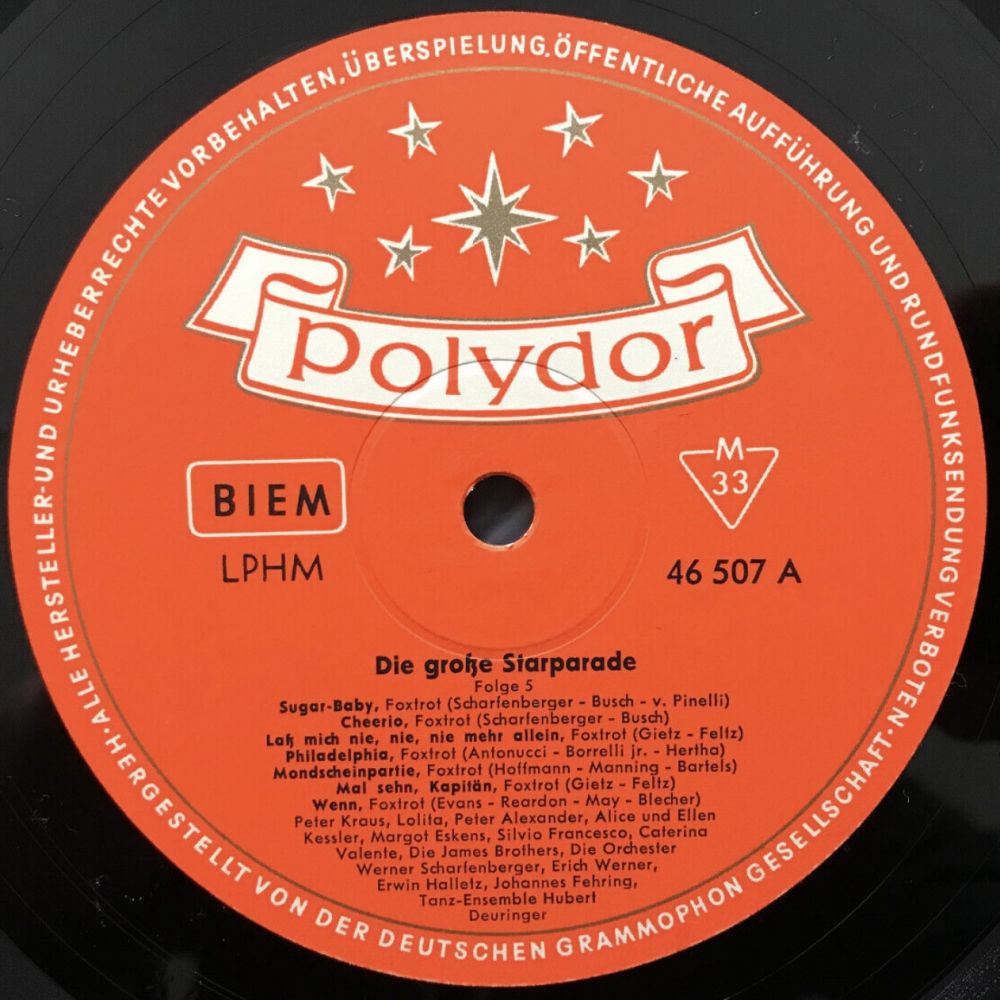 HERGESTELLT VON DER DEUTSCHEN GRAMMOPHON GESELLSCHAFT · ALLE HERSTELLER- UND URHEBERRECHTE VORBEHALTEN, ÜBERSPIELUNG, ÖFFENTLICHE AUFFÜHRUNG UND RUNDFUNKSENDUNG VERBOTEN ·
polydor
BIEM
M
33
LPHM
46 507 A
Die große Starparade
Folge 5
Sugar-Baby, Foxtrot (Scharfenberger - Busch - v. Pinelli)
Cheerio, Foxtrot (Scharfenberger - Busch)
Laß mich nie, nie, nie mehr allein, Foxtrot (Gietz - Feltz)
Philadelphia, Foxtrot (Antonucci - Borrelli jr. - Hertha)
Mondscheinpartie, Foxtrot (Hoffmann - Manning - Bartels)
Mal sehn, Kapitän, Foxtrot (Gietz - Feltz)
Wenn, Foxtrot (Evans - Reardon - May - Blecher)
Peter Kraus, Lolita, Peter Alexander, Alice und Ellen
Kessler, Margot Eskens, Silvio Francesco, Caterina
Valente, Die James Brothers, Die Orchester
Werner Scharfenberger, Erich Werner,
Erwin Halletz, Johannes Fehring,
Tanz-Ensemble Hubert
Deuringer